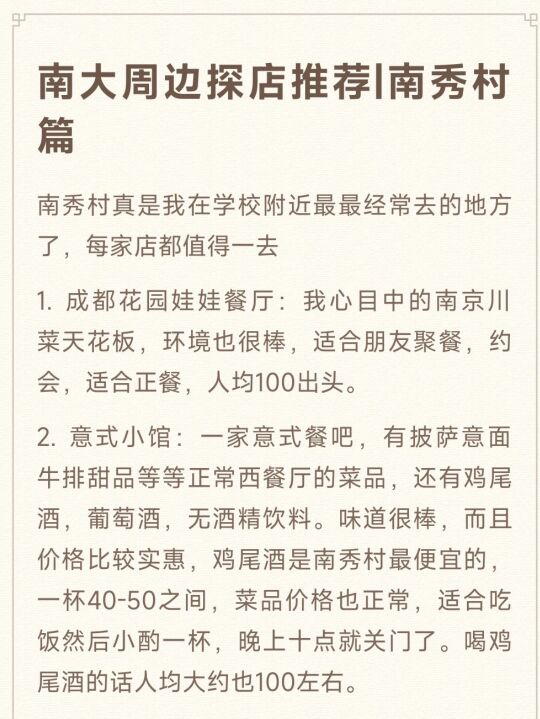 南大周边探店推荐|南秀村
篇
南秀村真是我在学校附近最最经常去的地方
了，每家店都值得一去
1. 成都花园娃娃餐厅：我心目中的南京川
菜天花板，环境也很棒，适合朋友聚餐，约
会，适合正餐，人均100出头。
2. 意式小馆：一家意式餐吧，有披萨意面
牛排甜品等等正常西餐厅的菜品，还有鸡尾
酒，葡萄酒，无酒精饮料。味道很棒，而且
价格比较实惠，鸡尾酒是南秀村最便宜的，
一杯40-50之间，菜品价格也正常，适合吃
饭然后小酌一杯，晚上十点就关门了。喝鸡
尾酒的话人均大约也100左右。